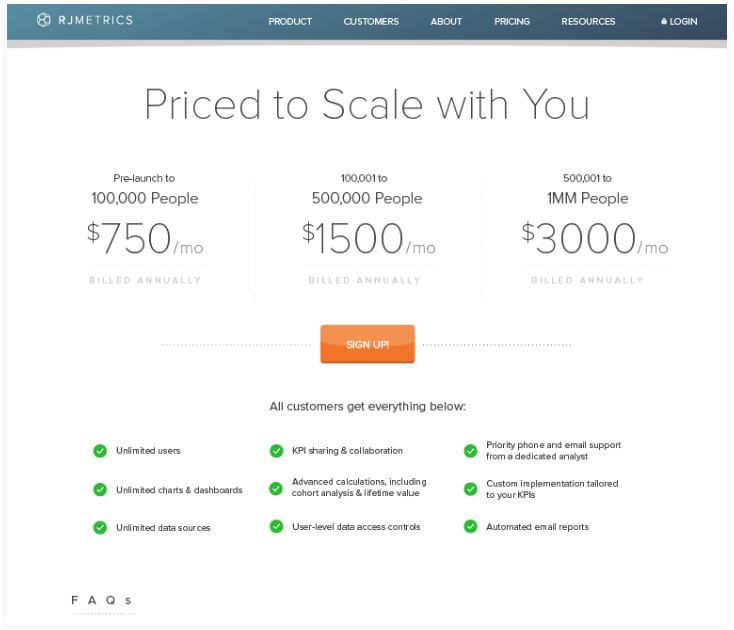 RJMETRICS
PRODUCT CUSTOMERS ABOUT PRICING RESOURCES LOGIN
Priced to Scale with You
Pre-launch to
100,000 People
$750/mo
BILLED ANNUALLY
100,001 to
500,000 People
$1500/mo
BILLED ANNUALLY
500,001 to
1MM People
$3000/mo
BILLED ANNUALLY
SIGN UP!
All customers get everything below:
Unlimited users
Unlimited charts & dashboards
Unlimited data sources
KPI sharing & collaboration
Advanced calculations, including
cohort analysis & lifetime value
User-level data access controls
Priority phone and email support
from a dedicated analyst
Custom implementation tailored
to your KPIs
Automated email reports
FAQs